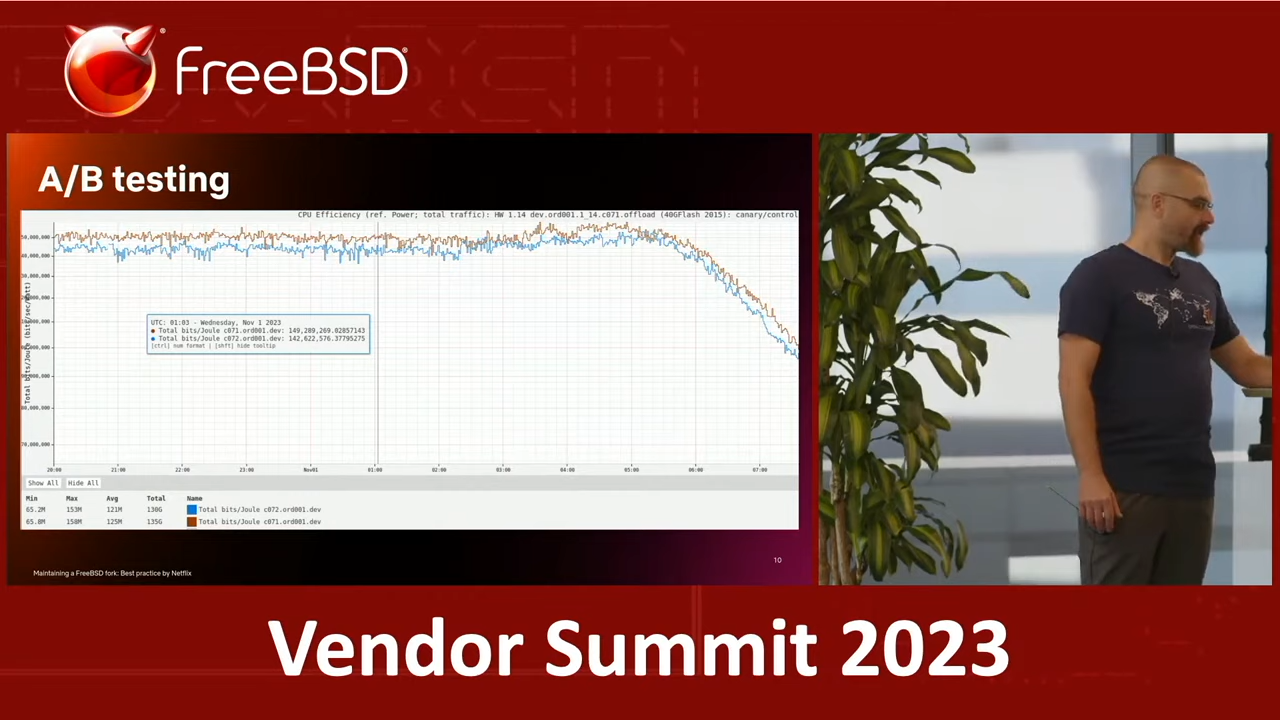 FreeBSD®
A/B testing
CPU Efficiency (ref. Power; total traffic): HW 1.14 dev.ord001.1_14.c071.offload (40GFlash 2015): canary/control
Total bits/Joule (bits/sec/Watt)
UTC: 01:03 - Wednesday, Nov 1 2023
Total bits/Joule c071.ord001.dev: 149,289,269.02857143
Total bits/Joule c072.ord001.dev: 142,622,576.37795275
[ctrl] num format | [shft] hide tooltip
20:00 21:00 22:00 23:00 Nov01 01:00 02:00 03:00 04:00 05:00 06:00 07:00
Show All Hide All
Min Max Avg Total Name
65.2M 153M 121M 130G Total bits/Joule c072.ord001.dev
65.8M 158M 125M 135G Total bits/Joule c071.ord001.dev
10
Maintaining a FreeBSD fork: Best practice by Netflix
Vendor Summit 2023